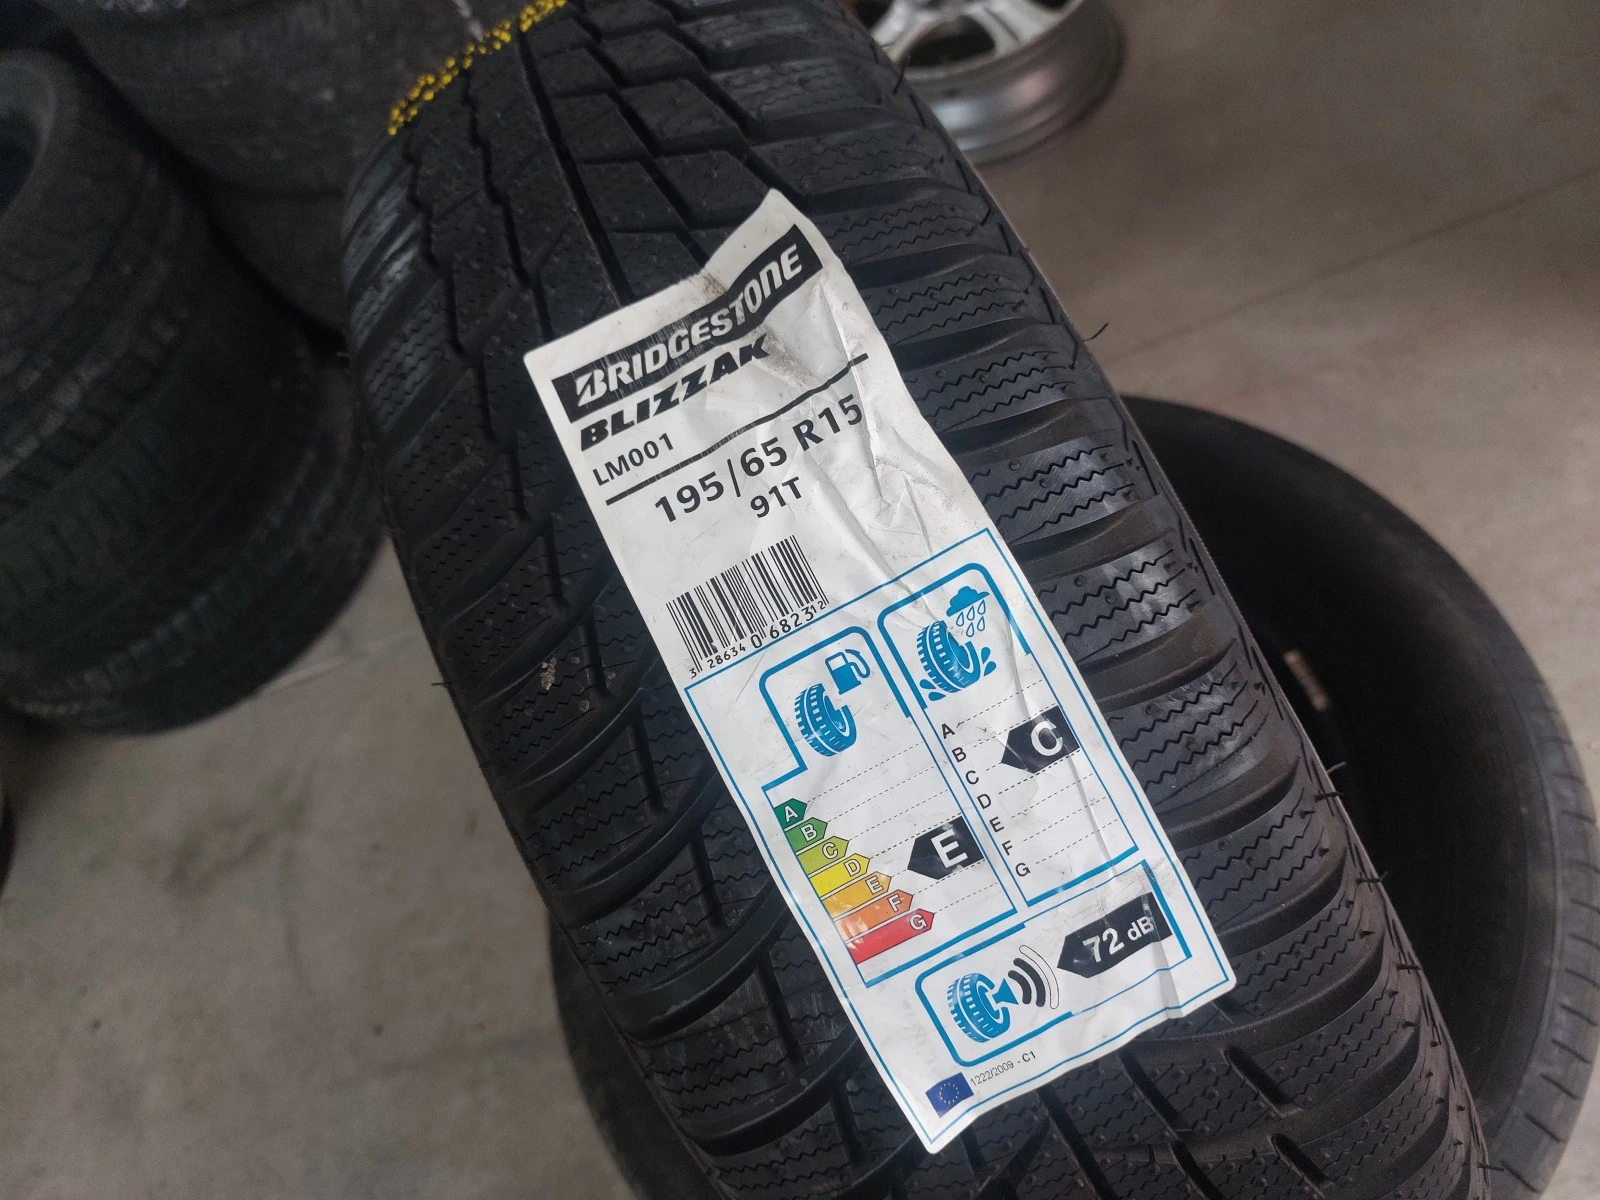 BRIDGESTONE
BLIZZAK
LM001
195/65 R15
91T
3 286340 682312
A
B
C
D
E
F
G
E
A
B
C
D
E
F
G
C
72 dB
1222/2009 - C1